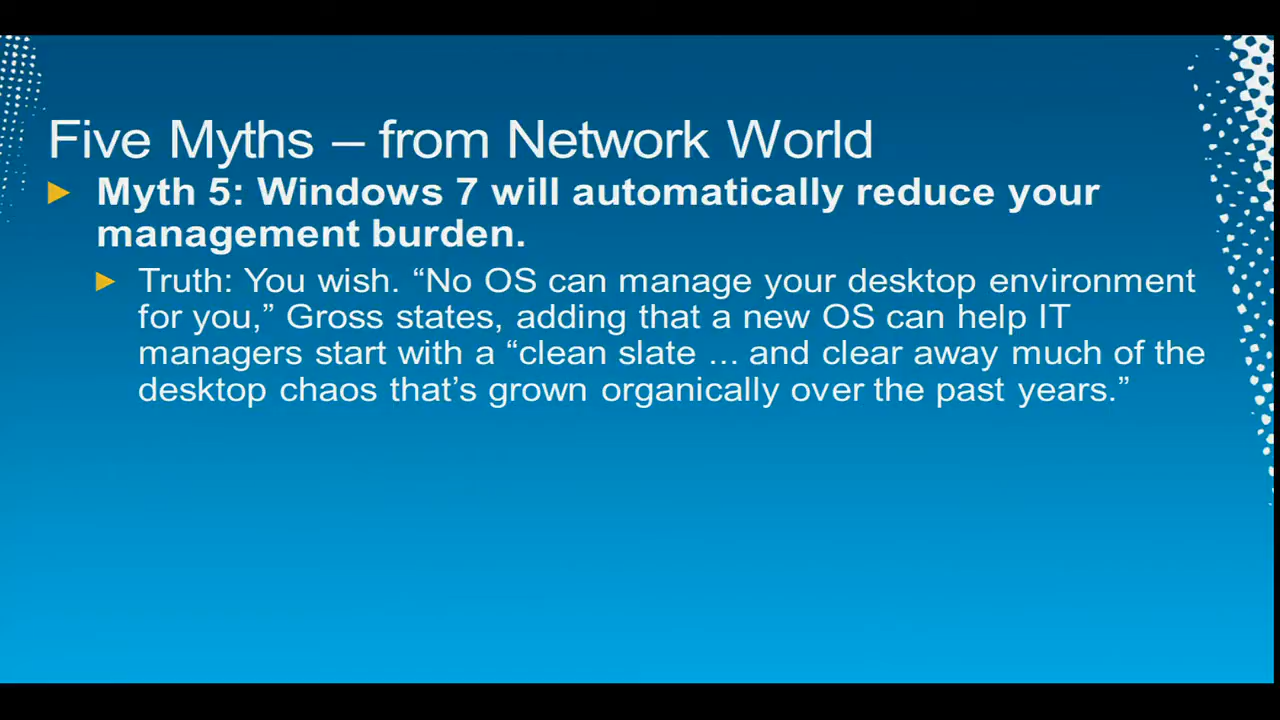 Five Myths – from Network World
Myth 5: Windows 7 will automatically reduce your
management burden.
Truth: You wish. “No OS can manage your desktop environment
for you,” Gross states, adding that a new OS can help IT
managers start with a “clean slate ... and clear away much of the
desktop chaos that’s grown organically over the past years.”